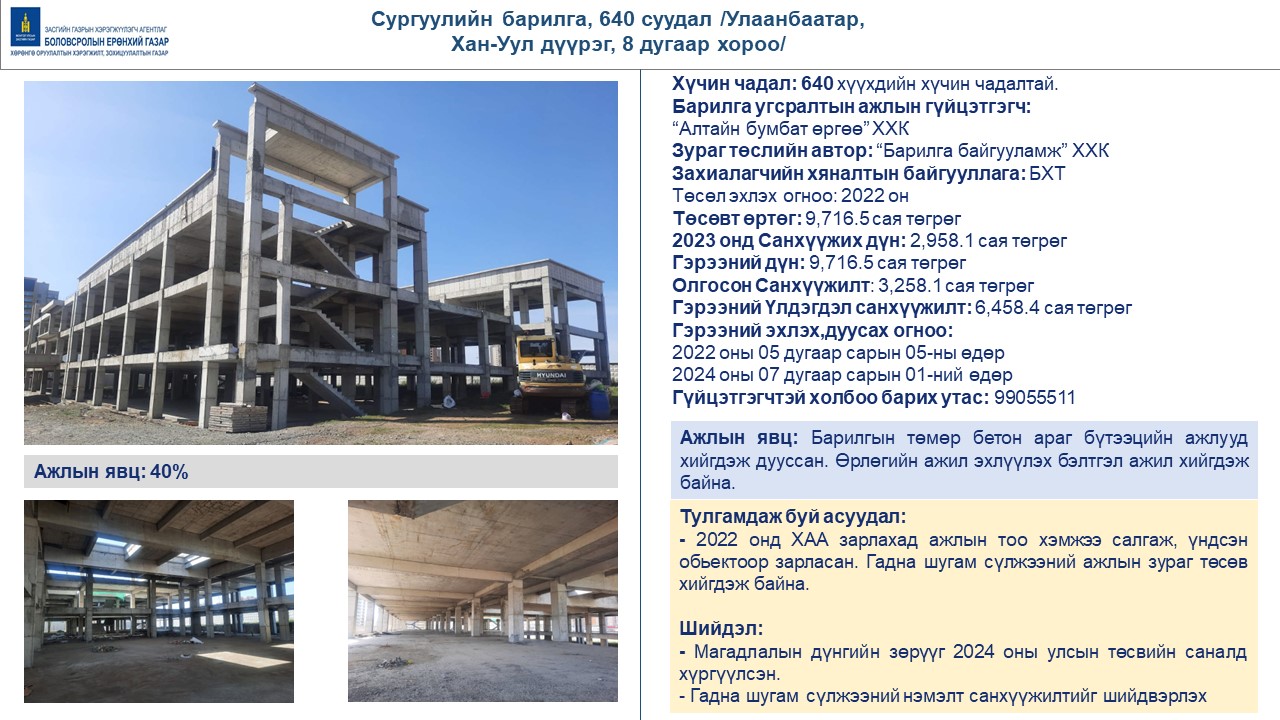 ЗАСГИЙН ГАЗРЫН ХЭРЭГЖҮҮЛЭГЧ АГЕНТЛАГ
БОЛОВСРОЛЫН ЕРӨНХИЙ ГАЗАР
ХӨРӨНГӨ ОРУУЛАЛТЫН ХЭРЭГЖИЛТ, ЗОХИЦУУЛАЛТЫН ГАЗАР
Сургуулийн барилга, 640 суудал /Улаанбаатар,
Хан-Уул дүүрэг, 8 дугаар хороо/
HYUNDAI
Ажлын явц: 40%
Хүчин чадал: 640 хүүхдийн хүчин чадалтай.
Барилга угсралтын ажлын гүйцэтгэгч:
“Алтайн бумбат өргөө” ХХК
Зураг төслийн автор: “Барилга байгууламж” ХХК
Захиалагчийн хяналтын байгууллага: БХТ
Төсөл эхлэх огноо: 2022 он
Төсөвт өртөг: 9,716.5 сая төгрөг
2023 онд Санхүүжих дүн: 2,958.1 сая төгрөг
Гэрээний дүн: 9,716.5 сая төгрөг
Олгосон Санхүүжилт: 3,258.1 сая төгрөг
Гэрээний Үлдэгдэл санхүүжилт: 6,458.4 сая төгрөг
Гэрээний эхлэх,дуусах огноо:
2022 оны 05 дугаар сарын 05-ны өдөр
2024 оны 07 дугаар сарын 01-ний өдөр
Гүйцэтгэгчтэй холбоо барих утас: 99055511
Ажлын явц: Барилгын төмөр бетон араг бүтээцийн ажлууд
хийгдэж дууссан. Өрлөгийн ажил эхлүүлэх бэлтгэл ажил хийгдэж
байна.
Тулгамдаж буй асуудал:
- 2022 онд ХАА зарлахад ажлын тоо хэмжээ салгаж, үндсэн
обьектоор зарласан. Гадна шугам сүлжээний ажлын зураг төсөв
хийгдэж байна.
Шийдэл:
- Магадлалын дүнгийн зөрүүг 2024 оны улсын төсвийн саналд
хүргүүлсэн.
- Гадна шугам сүлжээний нэмэлт санхүүжилтийг шийдвэрлэх